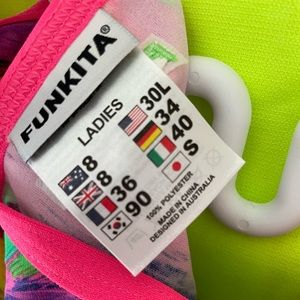 FUNKITA
LADIES
8 30L
8 34
36 40
90 S
100% POLYESTER
MADE IN CHINA
DESIGNED IN AUSTRALIA